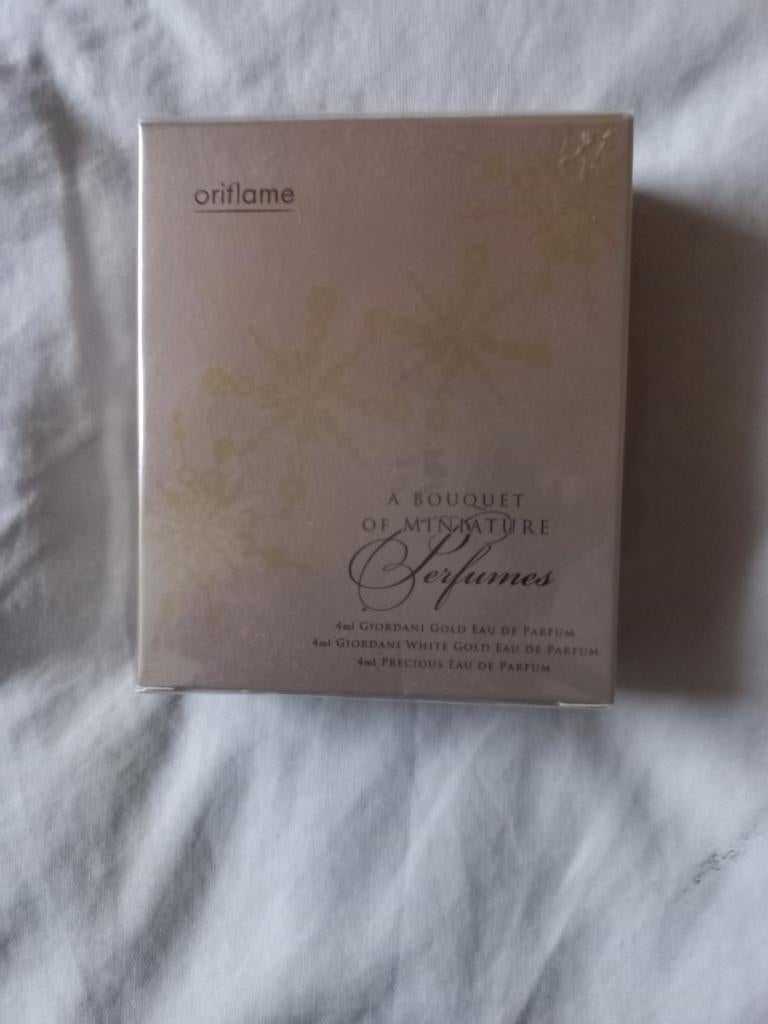 oriflame
A BOUQUET
OF MINIATURE
Perfumes
4ml GIORDANI GOLD EAU DE PARFUM
4ml GIORDANI WHITE GOLD EAU DE PARFUM
4ml PRECIOUS EAU DE PARFUM